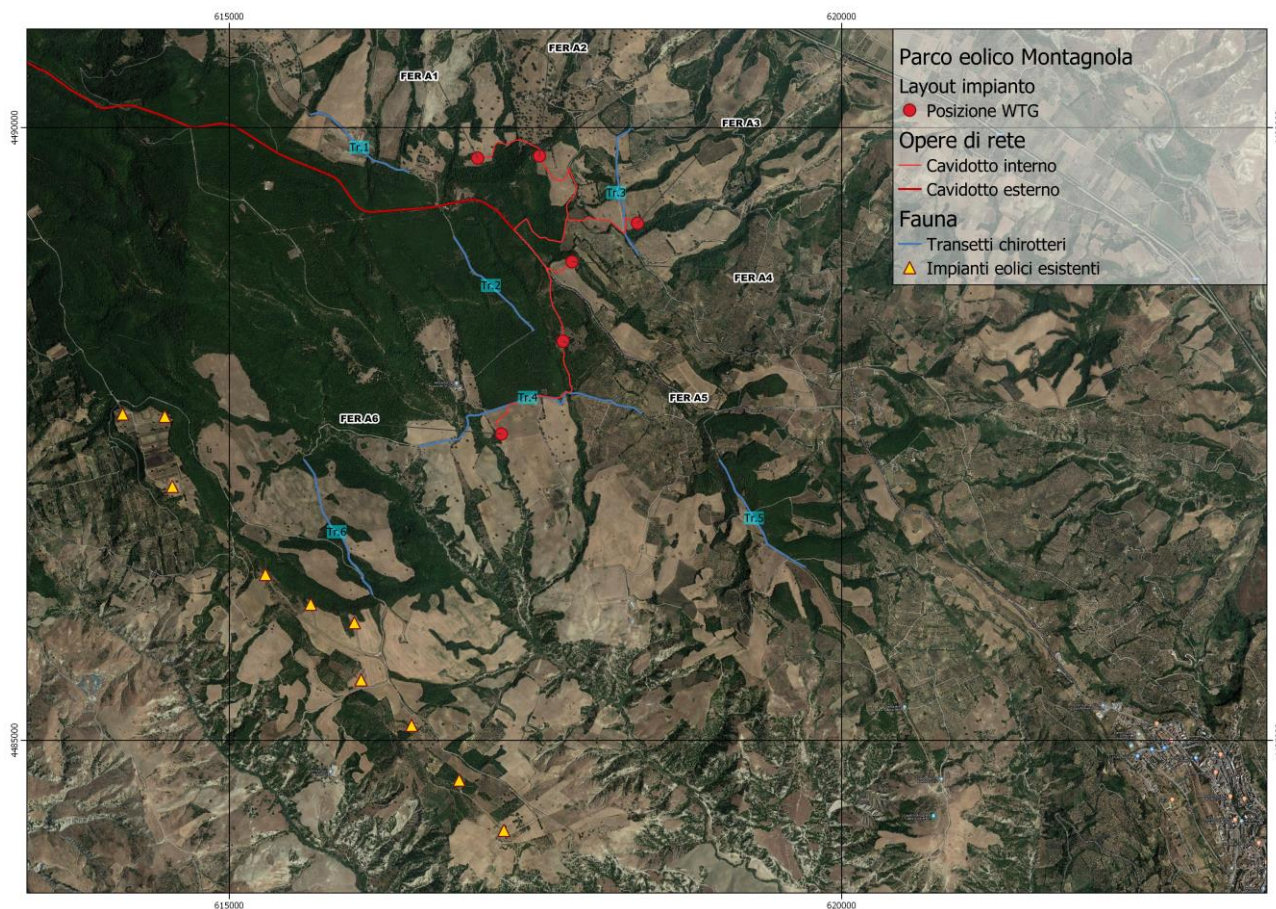 615000
620000
Parco eolico Montagnola
Layout impianto
Posizione WTG
Opere di rete
Cavidotto interno
Cavidotto esterno
Fauna
Transetti chirotteri
Impianti eolici esistenti
FER A2
FER A1
FER A3
4490000
Tr.1
Tr.3
FER A4
Tr.2
Tr.4
FER A5
FER A6
Tr.5
Tr.6
4485000
615000
620000